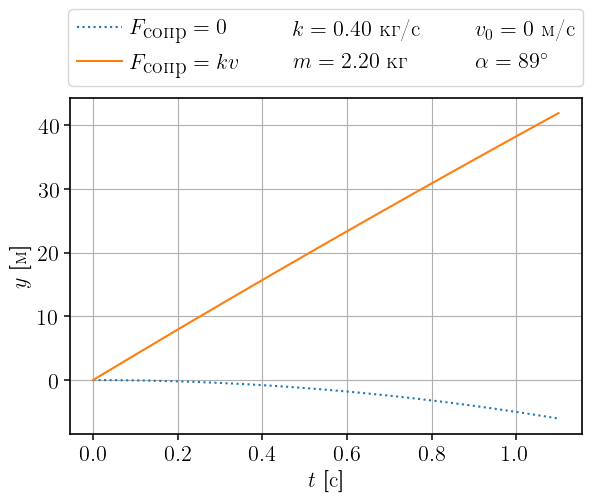 F_сопр = 0 k = 0.40 кг/с v_0 = 0 м/с
F_сопр = kv m = 2.20 кг α = 89°
40
30
20
10
0
y [м]
0.0 0.2 0.4 0.6 0.8 1.0
t [с]